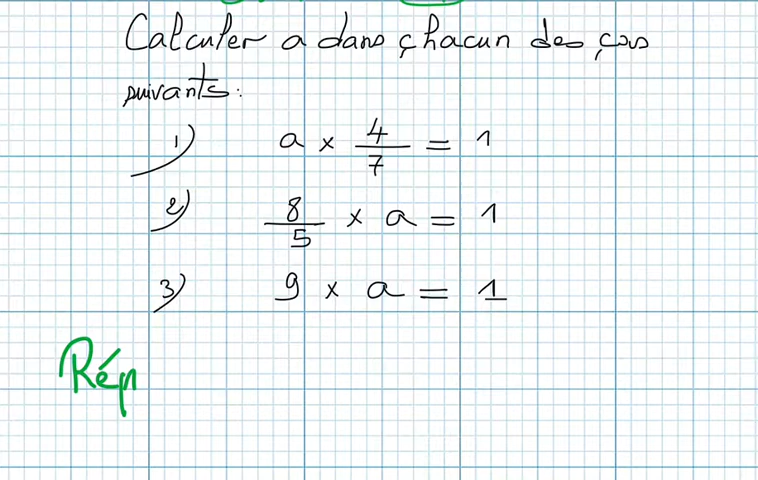 Calculer a dans chacun des cas
suivants:
1) a × 4/7 = 1
2) 8/5 × a = 1
3) 9 × a = 1
Rép